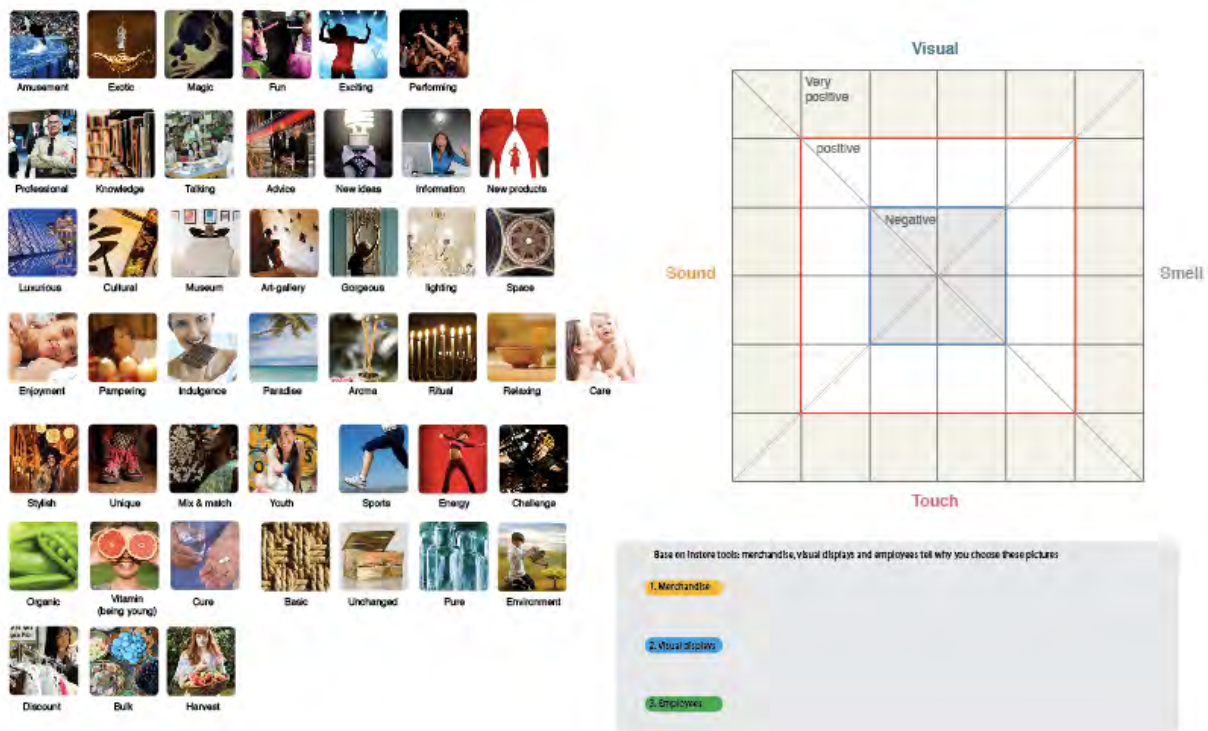 Amusement Exotic Magic Fun Exciting Performing
Professional Knowledge Talking Advice New ideas Information New products
Luxurious Cultural Museum Art-gallery Gorgeous lighting Space
Enjoyment Pampering Indulgence Paradise Aroma Ritual Relaxing Care
Stylish Unique Mix & match Youth Sports Energy Challenge
Organic Vitamin Cure Basic Unchanged Pure Environment
(being young)
Discount Bulk Harvest
Visual
Very
positive
positive
Negative
Sound
Smell
Touch
Base on Instore tools: merchandise, visual displays and employees tell why you choose these pictures
1. Merchandise
2. Visual displays
3. Employees